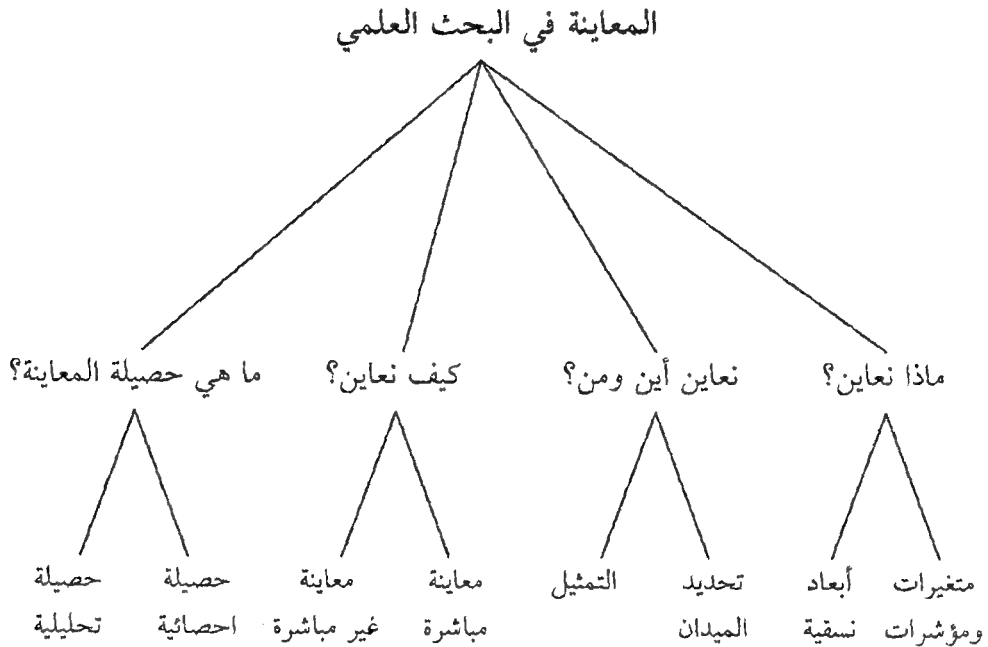 المعاينة في البحث العلمي
ماذا نعاين؟
نعاين أين ومن؟
كيف نعاين؟
ما هي حصيلة المعاينة؟
متغيرات
ومؤشرات
أبعاد
نسقية
تحديد
الميدان
التمثيل
معاينة
مباشرة
معاينة
غير مباشرة
حصيلة
احصائية
حصيلة
تحليلية